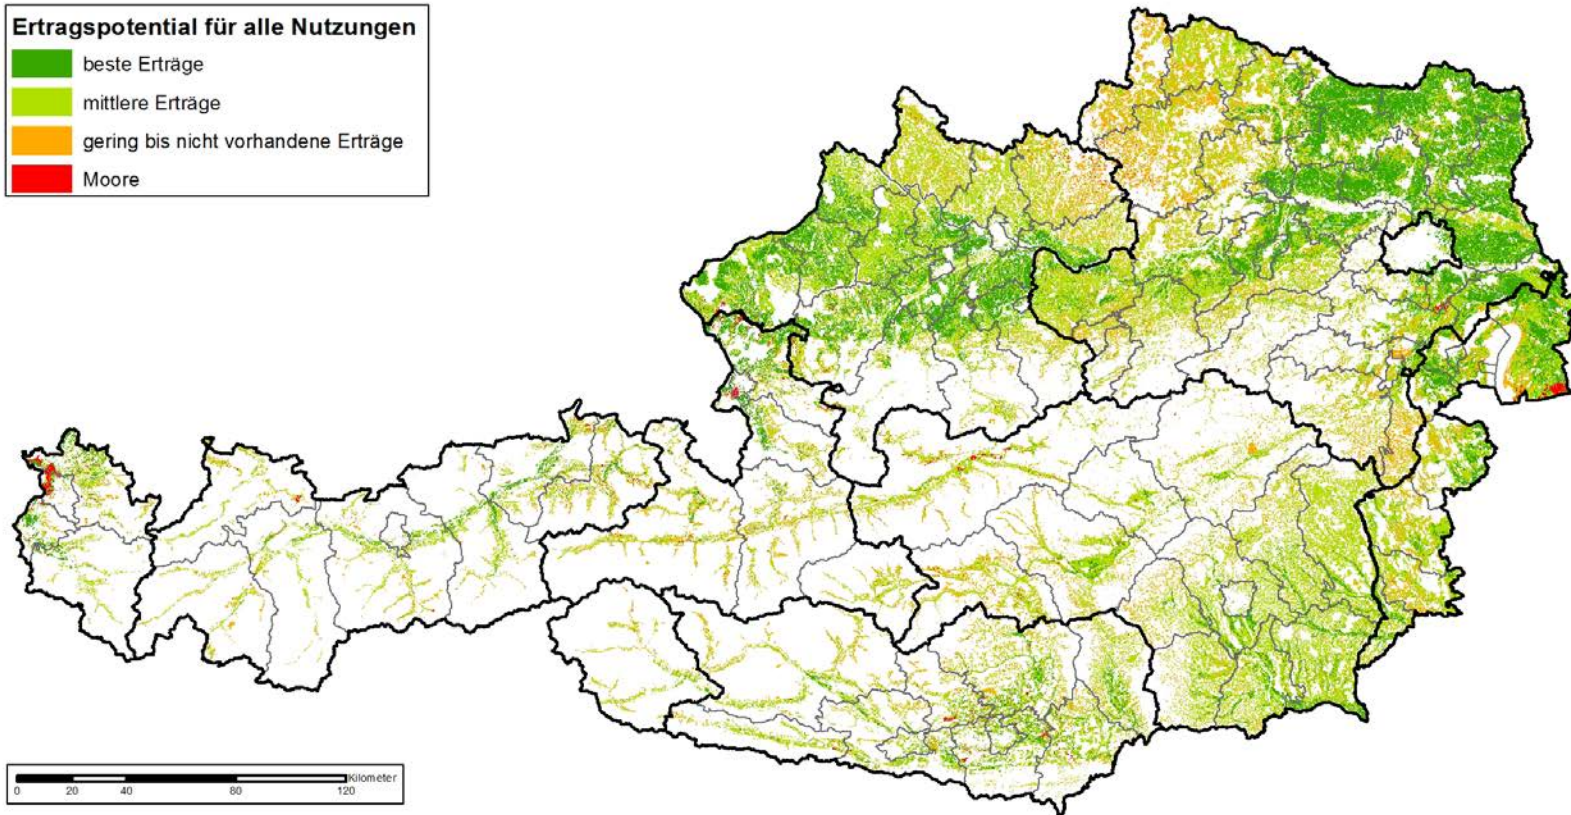 Ertragspotential für alle Nutzungen
beste Erträge
mittlere Erträge
gering bis nicht vorhandene Erträge
Moore
Kilometer
0 20 40 80 120